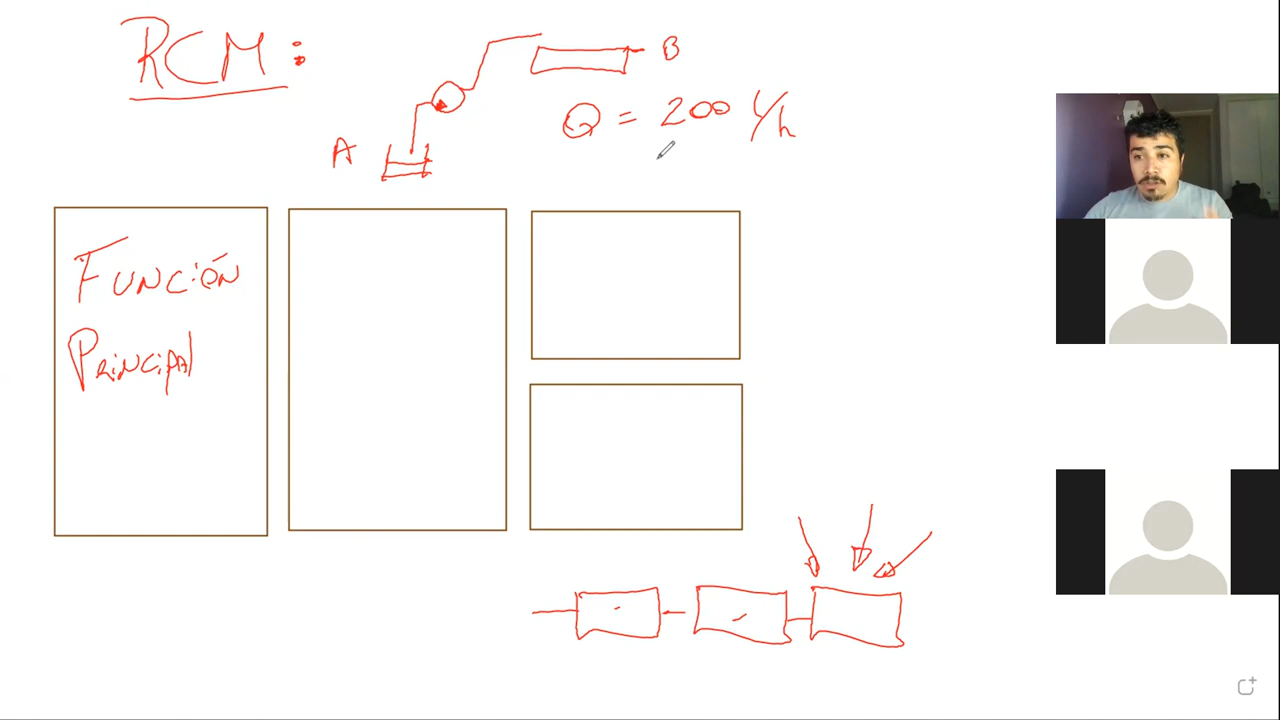 RCM:
B
Q = 200 l/h
A
Función
Principal